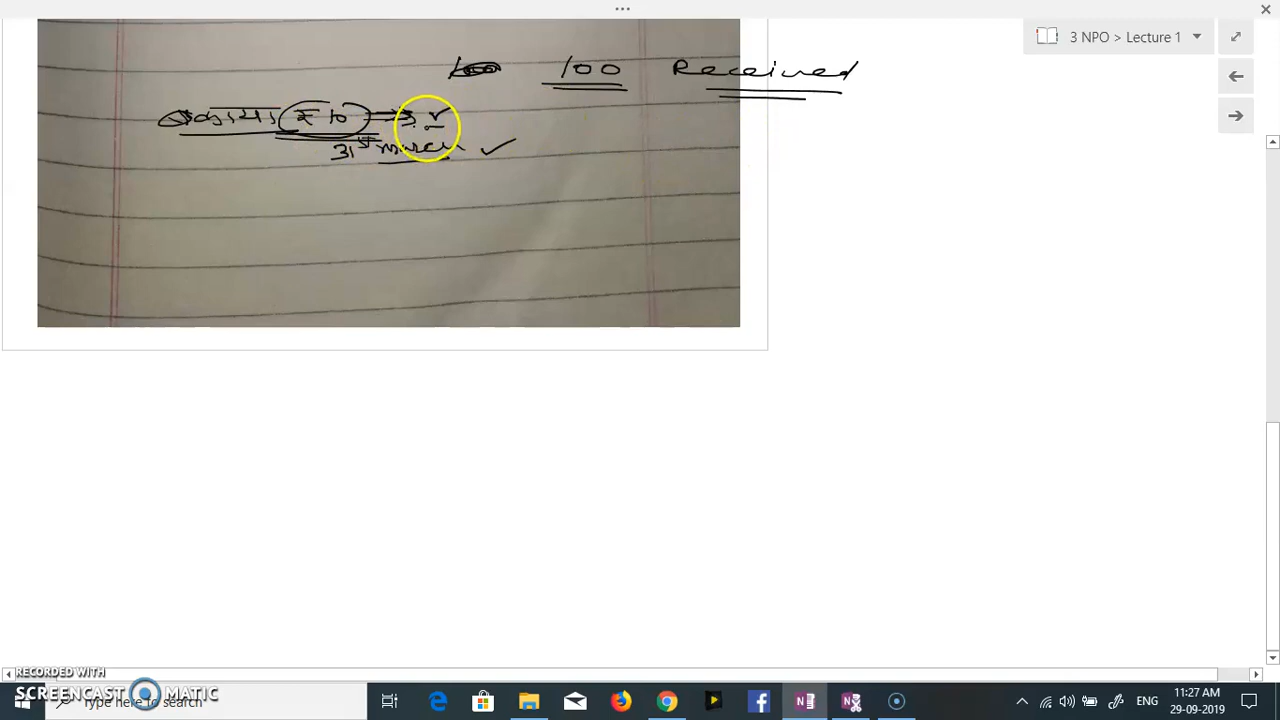 ...
3 NPO > Lecture 1
100 Received
₹ 10
31st March ✓
RECORDED WITH
SCREENCAST MATIC
Type here to search
ENG
11:27 AM
29-09-2019